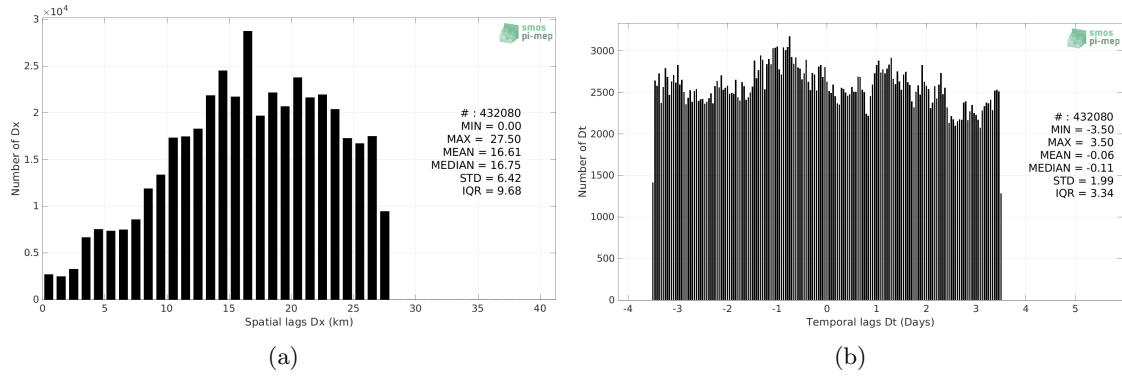 ×10⁴
3
2.5
2
1.5
1
0.5
0
Number of Dx
0 5 10 15 20 25 30 35 40
Spatial lags Dx (km)
smos
pi-mep
# : 432080
MIN = 0.00
MAX = 27.50
MEAN = 16.61
MEDIAN = 16.75
STD = 6.42
IQR = 9.68
(a)
3000
2500
2000
1500
1000
500
0
Number of Dt
-4 -3 -2 -1 0 1 2 3 4 5
Temporal lags Dt (Days)
smos
pi-mep
# : 432080
MIN = -3.50
MAX = 3.50
MEAN = -0.06
MEDIAN = -0.11
STD = 1.99
IQR = 3.34
(b)